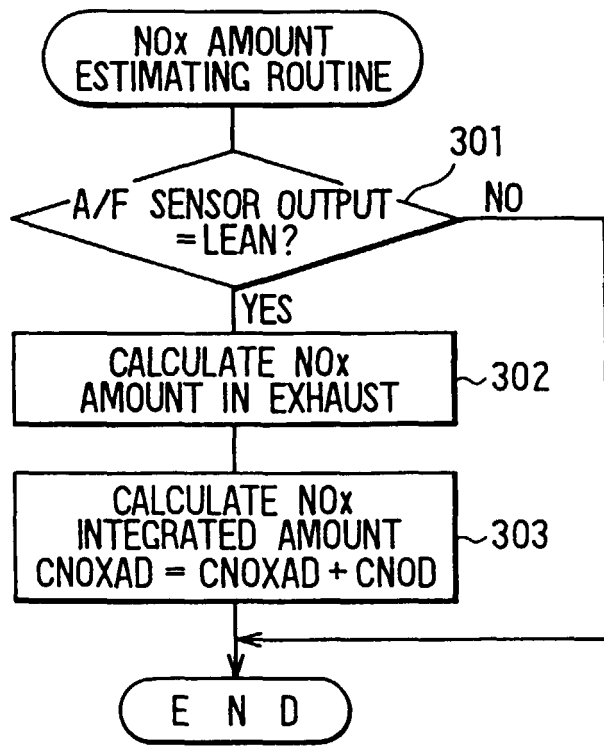 NOx AMOUNT
ESTIMATING ROUTINE
301
A/F SENSOR OUTPUT
=LEAN?
NO
YES
CALCULATE NOx
AMOUNT IN EXHAUST
302
CALCULATE NOx
INTEGRATED AMOUNT
CNOXAD = CNOXAD + CNOD
303
E N D